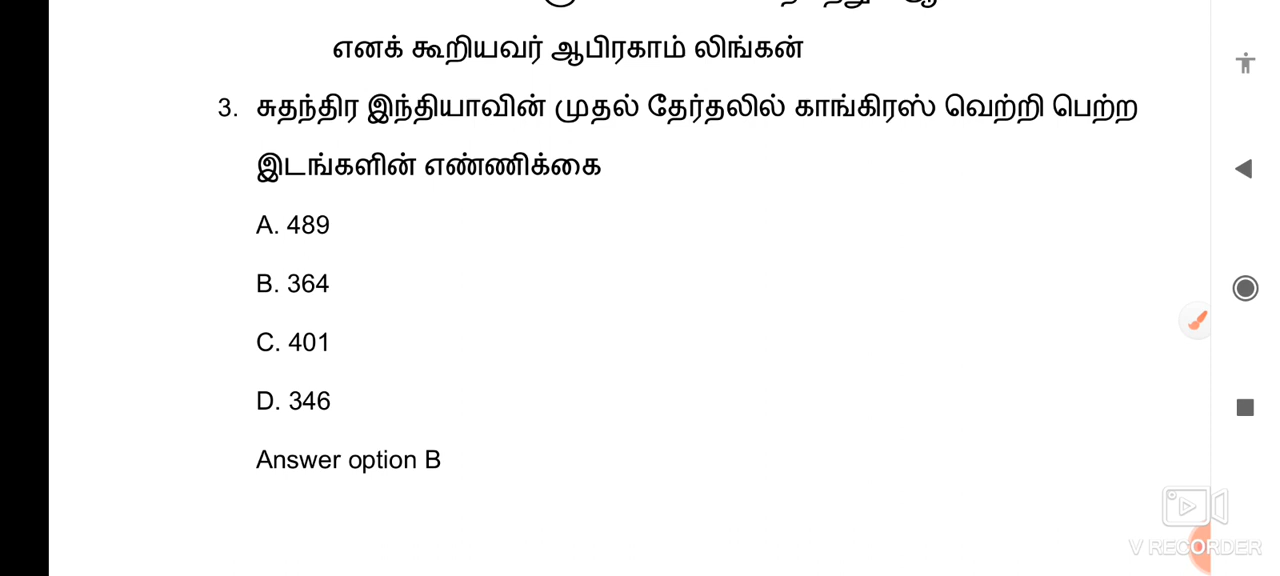 எனக் கூறியவர் ஆபிரகாம் லிங்கன்
3. சுதந்திர இந்தியாவின் முதல் தேர்தலில் காங்கிரஸ் வெற்றி பெற்ற
இடங்களின் எண்ணிக்கை
A. 489
B. 364
C. 401
D. 346
Answer option B
V RECORDER